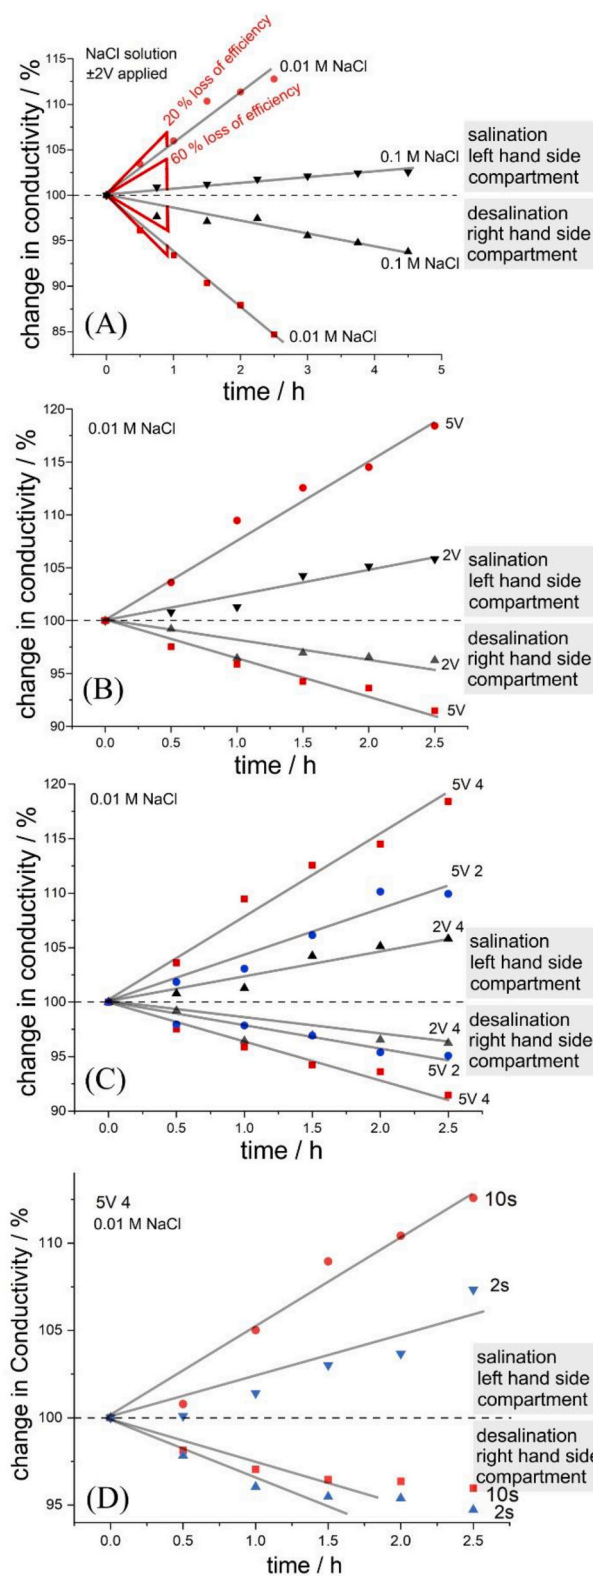 115
110
105
100
95
90
85
change in conductivity / %
NaCl solution
±2V applied
20 % loss of efficiency
60 % loss of efficiency
0.01 M NaCl
0.1 M NaCl
salination
left hand side
compartment
desalination
right hand side
compartment
0.1 M NaCl
0.01 M NaCl
(A)
0 1 2 3 4 5
time / h
120
115
110
105
100
95
90
change in conductivity / %
0.01 M NaCl
5V
2V
salination
left hand side
compartment
desalination
right hand side
compartment
2V
5V
(B)
0.0 0.5 1.0 1.5 2.0 2.5
time / h
120
115
110
105
100
95
90
change in conductivity / %
0.01 M NaCl
5V 4
5V 2
2V 4
salination
left hand side
compartment
desalination
right hand side
compartment
2V 4
5V 2
5V 4
(C)
0.0 0.5 1.0 1.5 2.0 2.5
time / h
110
105
100
95
change in Conductivity / %
5V 4
0.01 M NaCl
10s
2s
salination
left hand side
compartment
desalination
right hand side
compartment
10s
2s
(D)
0.0 0.5 1.0 1.5 2.0 2.5
time / h